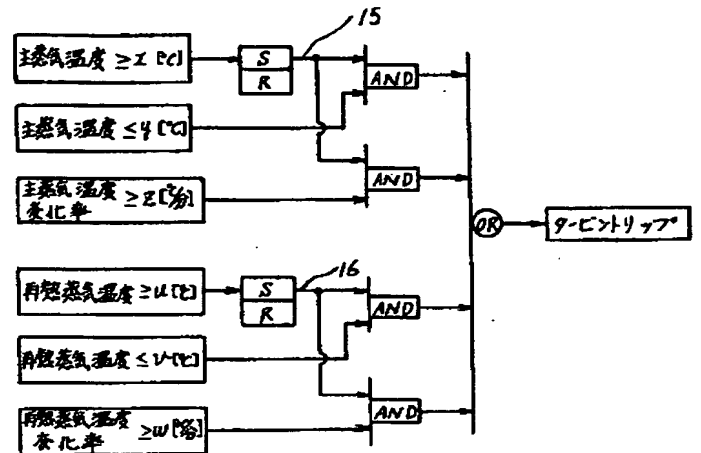 15
主蒸気温度 ≥ x [℃]
S
R
AND
主蒸気温度 ≤ y [℃]
主蒸気温度
変化率 ≥ z [℃/分]
AND
OR
タービントリップ
16
再熱蒸気温度 ≥ u [℃]
S
R
AND
再熱蒸気温度 ≤ v [℃]
再熱蒸気温度
変化率 ≥ w [℃/分]
AND